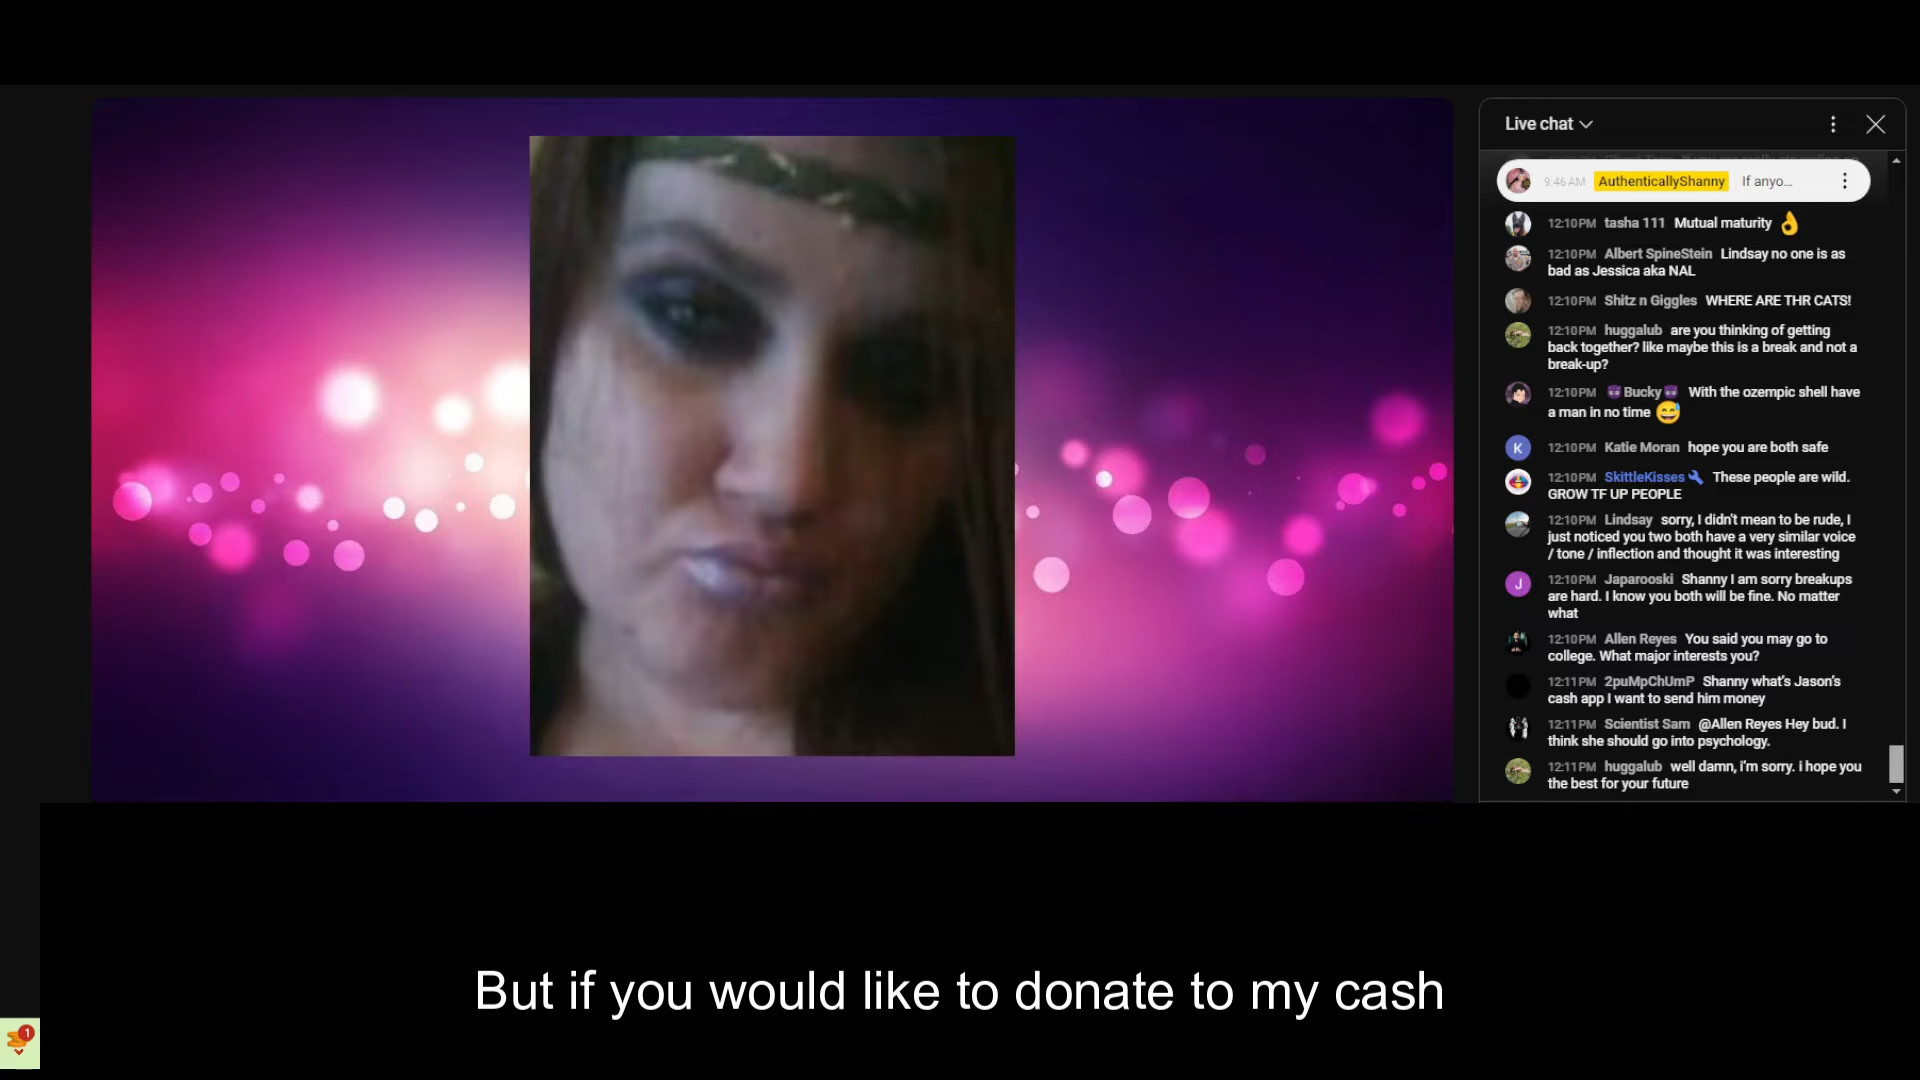 Live chat
9:46 AM AuthenticallyShanny If anyo...
12:10 PM tasha 111 Mutual maturity 👌
12:10 PM Albert SpineStein Lindsay no one is as
bad as Jessica aka NAL
12:10 PM Shitz n Giggles WHERE ARE THR CATS!
12:10 PM huggalub are you thinking of getting
back together? like maybe this is a break and not a
break-up?
12:10 PM 😈Bucky😈 With the ozempic shell have
a man in no time 😅
K 12:10 PM Katie Moran hope you are both safe
12:10 PM SkittleKisses These people are wild.
GROW TF UP PEOPLE
12:10 PM Lindsay sorry, I didn't mean to be rude, I
just noticed you two both have a very similar voice
/ tone / inflection and thought it was interesting
J 12:10 PM Japarooski Shanny I am sorry breakups
are hard. I know you both will be fine. No matter
what
12:10 PM Allen Reyes You said you may go to
college. What major interests you?
12:11 PM 2puMpChUmP Shanny what's Jason's
cash app I want to send him money
12:11 PM Scientist Sam @Allen Reyes Hey bud. I
think she should go into psychology.
12:11 PM huggalub well damn, i'm sorry. i hope you
the best for your future
But if you would like to donate to my cash
1